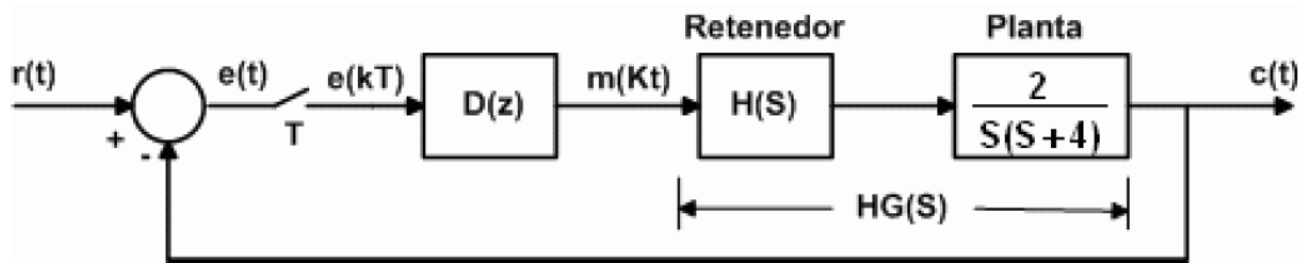 Retenedor
Planta
r(t)
e(t)
e(kT)
D(z)
m(Kt)
H(S)
2
S(S+4)
c(t)
+
-
T
HG(S)